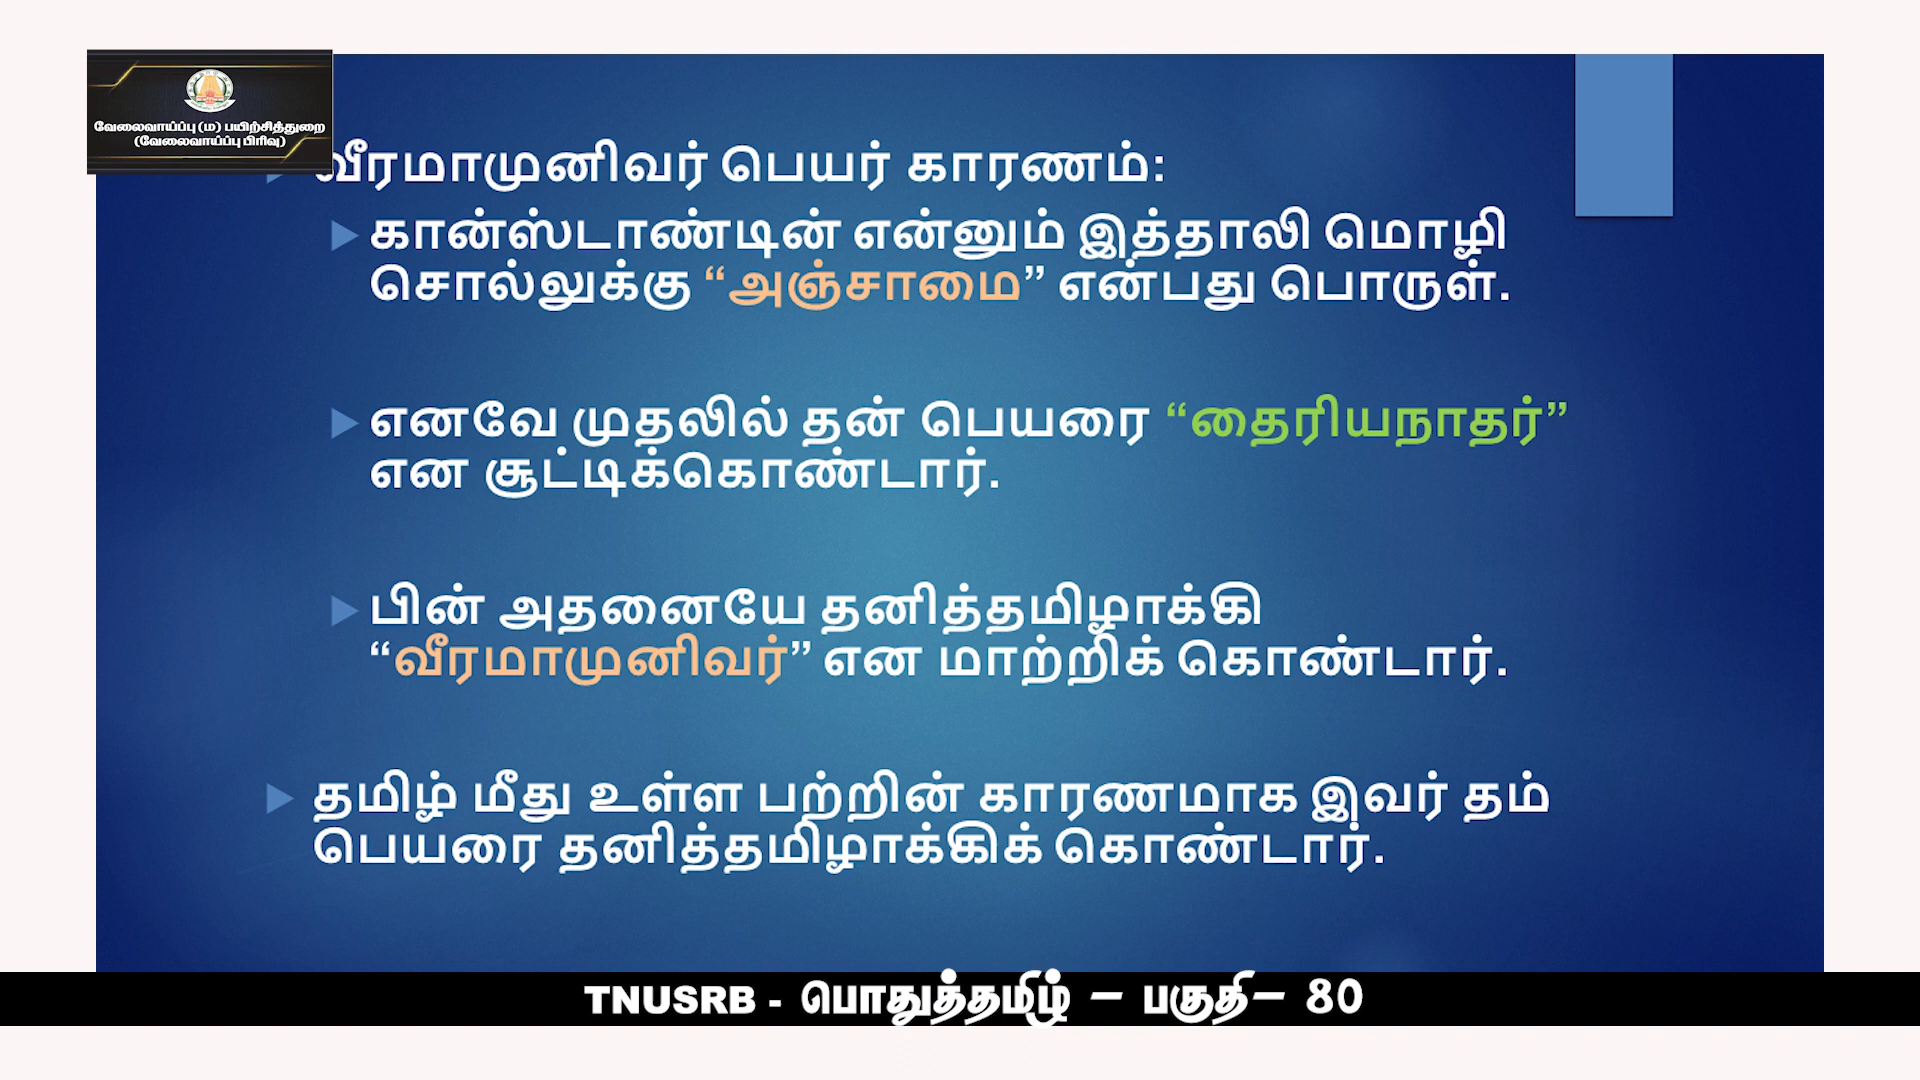 வேலைவாய்ப்பு (ம) பயிற்சித்துறை
(வேலைவாய்ப்பு பிரிவு)
வீரமாமுனிவர் பெயர் காரணம்:
கான்ஸ்டாண்டின் என்னும் இத்தாலி மொழி
சொல்லுக்கு “அஞ்சாமை” என்பது பொருள்.
எனவே முதலில் தன் பெயரை “தைரியநாதர்”
என சூட்டிக்கொண்டார்.
பின் அதனையே தனித்தமிழாக்கி
“வீரமாமுனிவர்” என மாற்றிக் கொண்டார்.
தமிழ் மீது உள்ள பற்றின் காரணமாக இவர் தம்
பெயரை தனித்தமிழாக்கிக் கொண்டார்.
TNUSRB - பொதுத்தமிழ் – பகுதி– 80